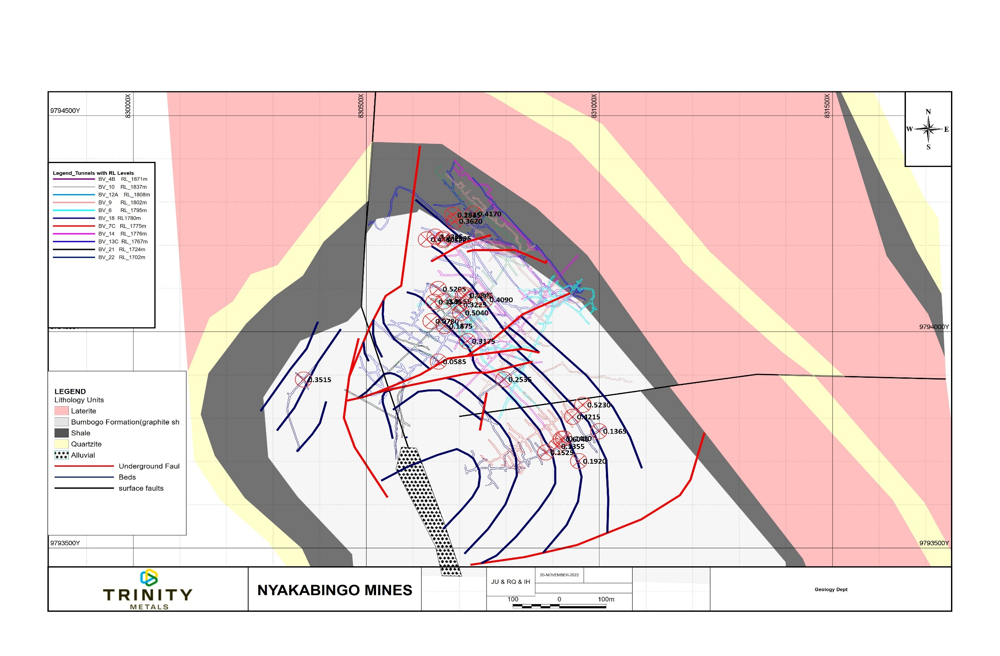 830000X
830500X
831000X
831500X
9794500Y
N
W E
S
Legend_Tunnels with RL Levels
BV_4B RL_1871m
BV_10 RL_1837m
BV_12A RL_1808m
BV_9 RL_1802m
BV_6 RL_1795m
BV_18 RL1780m
BV_7C RL_1775m
BV_14 RL_1776m
BV_13C RL_1767m
BV_21 RL_1724m
BV_22 RL_1702m
0.4170
0.3620
0.5205
0.4090
0.3225
0.5040
0.0780
0.1875
9794000Y
0.3175
0.0585
0.3515
0.2535
0.5230
0.4215
0.1365
0.1355
0.1525
0.1920
LEGEND
Lithology Units
Laterite
Bumbogo Formation(graphite sh
Shale
Quartzite
Alluvial
Underground Faul
Beds
surface faults
9793500Y
9793500Y
TRINITY
METALS
NYAKABINGO MINES
JU & RQ & IH
20-NOVEMBER-2022
100 0 100m
Geology Dept